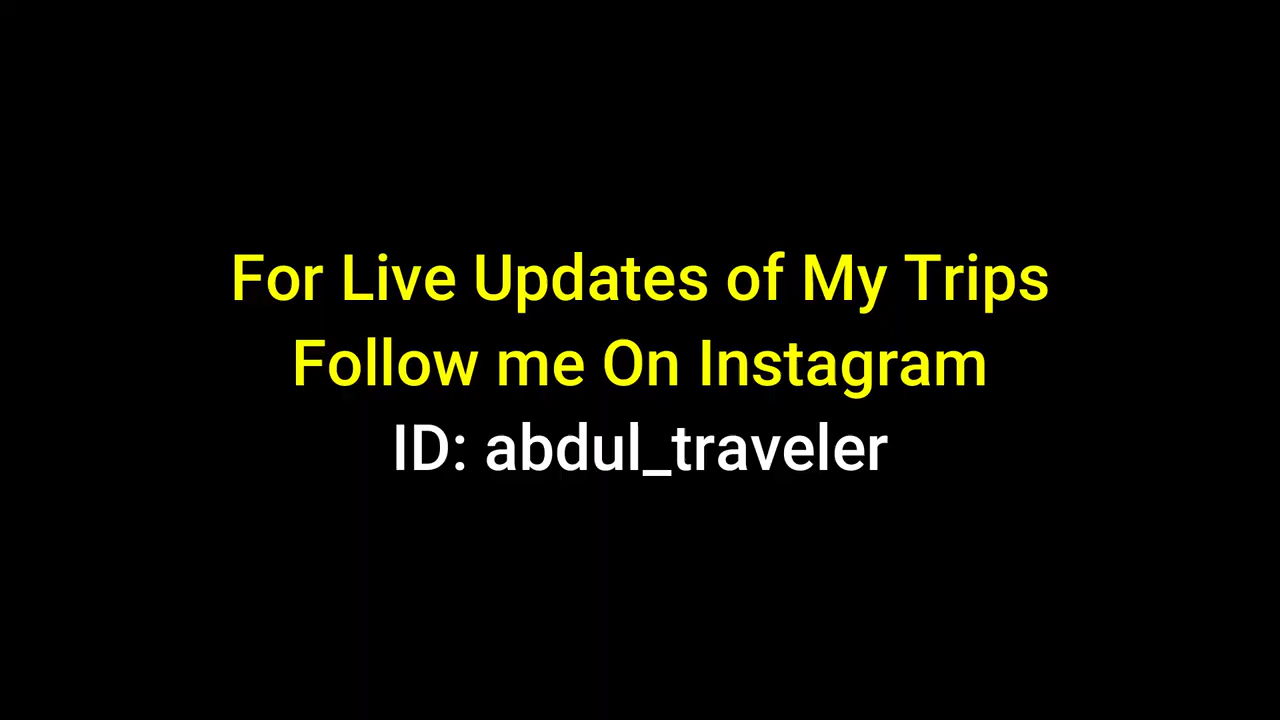 For Live Updates of My Trips
Follow me On Instagram
ID: abdul_traveler